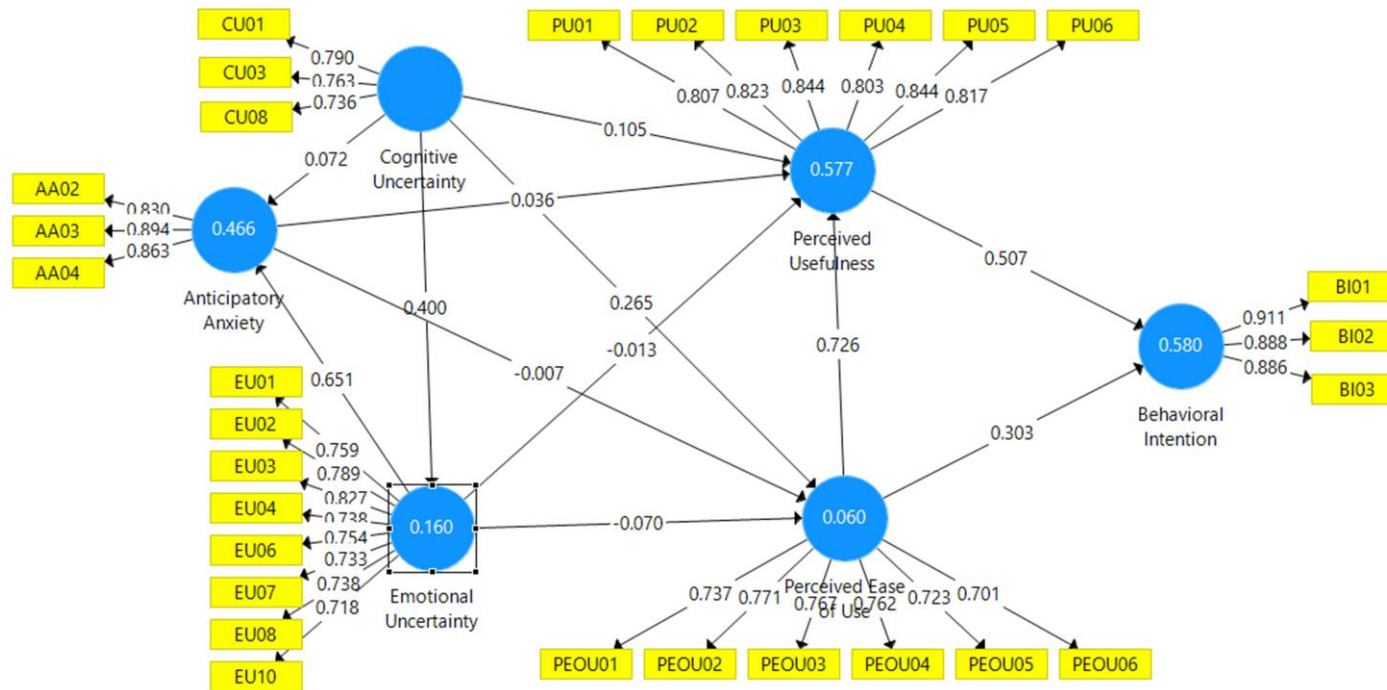 CU01
CU03
CU08
0.790
0.763
0.736
Cognitive
Uncertainty
PU01
PU02
PU03
PU04
PU05
PU06
0.807
0.823
0.844
0.803
0.844
0.817
0.577
Perceived
Usefulness
0.105
0.072
0.036
AA02
AA03
AA04
0.830
0.894
0.863
0.466
Anticipatory
Anxiety
0.400
0.265
-0.013
-0.007
0.726
0.507
0.651
0.303
-0.070
BI01
BI02
BI03
0.911
0.888
0.886
0.580
Behavioral
Intention
EU01
EU02
EU03
EU04
EU06
EU07
EU08
EU10
0.759
0.789
0.827
0.738
0.754
0.733
0.738
0.718
0.160
Emotional
Uncertainty
0.060
Perceived Ease
of Use
0.737
0.771
0.767
0.762
0.723
0.701
PEOU01
PEOU02
PEOU03
PEOU04
PEOU05
PEOU06